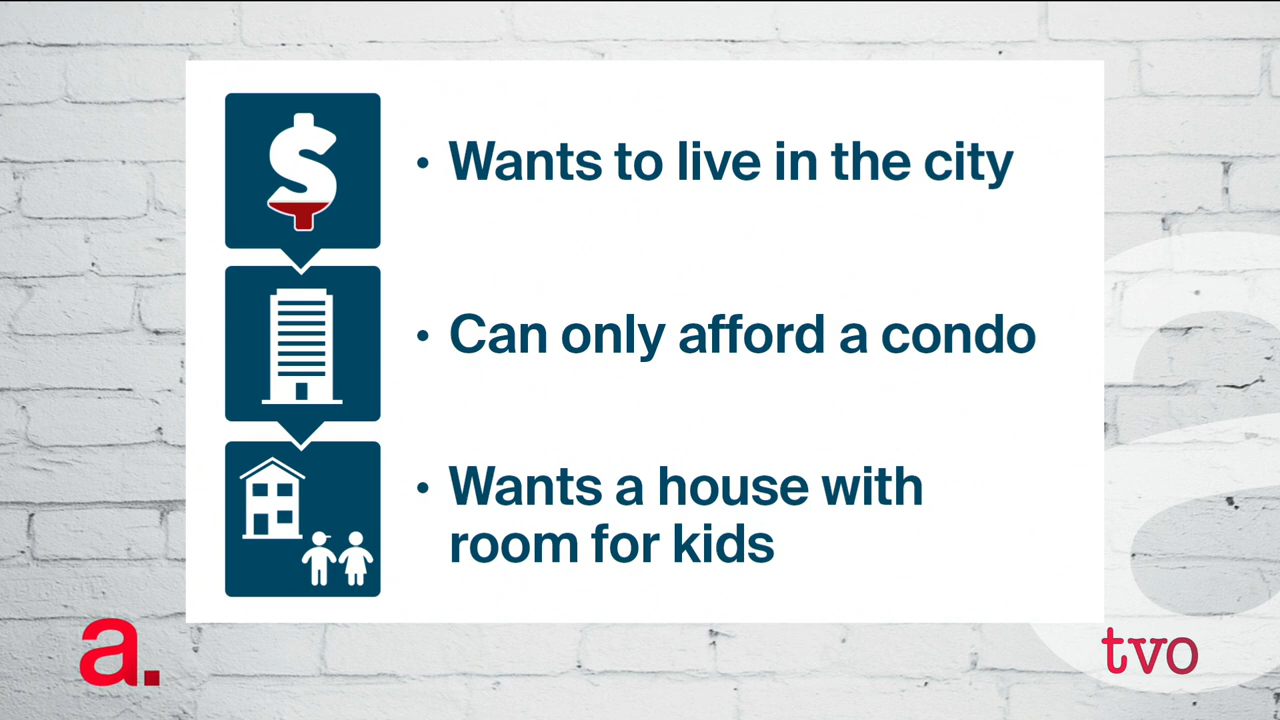 $
• Wants to live in the city
• Can only afford a condo
• Wants a house with
room for kids
a.
tvo